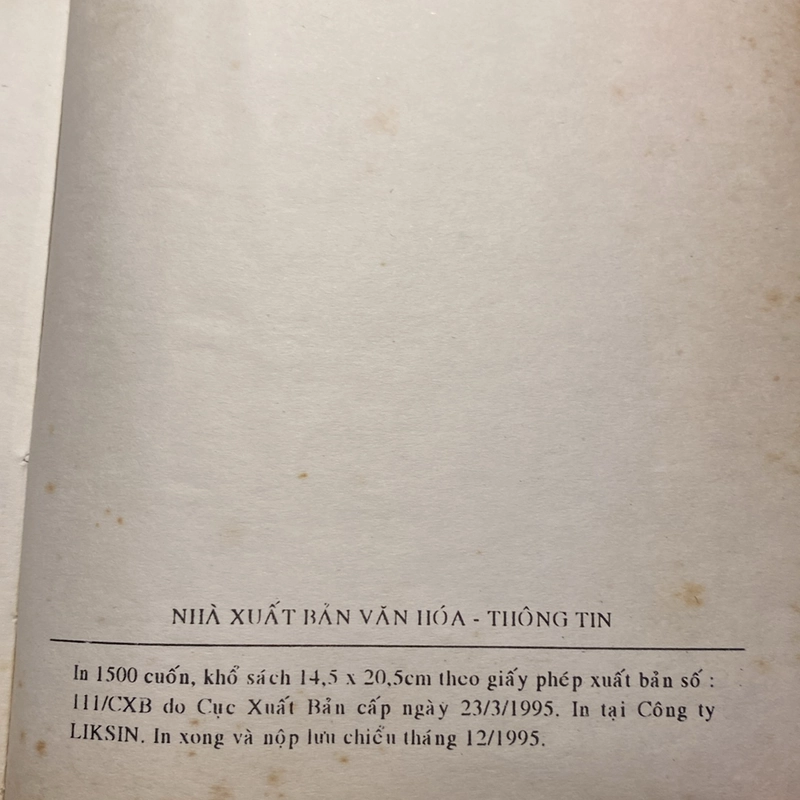 NHÀ XUẤT BẢN VĂN HÓA - THÔNG TIN
In 1500 cuốn, khổ sách 14,5 x 20,5cm theo giấy phép xuất bản số :
111/CXB do Cục Xuất Bản cấp ngày 23/3/1995. In tại Công ty
LIKSIN. In xong và nộp lưu chiểu tháng 12/1995.